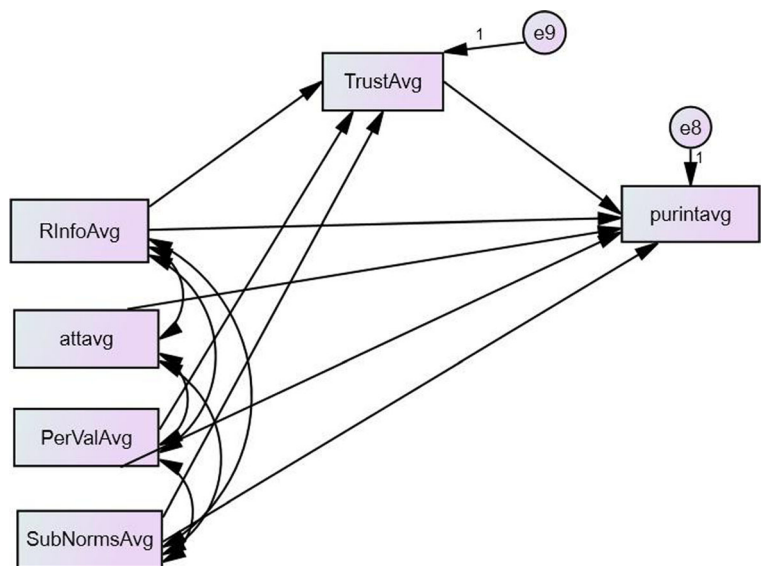 e9
1
TrustAvg
e8
1
purintavg
RInfoAvg
attavg
PerValAvg
SubNormsAvg